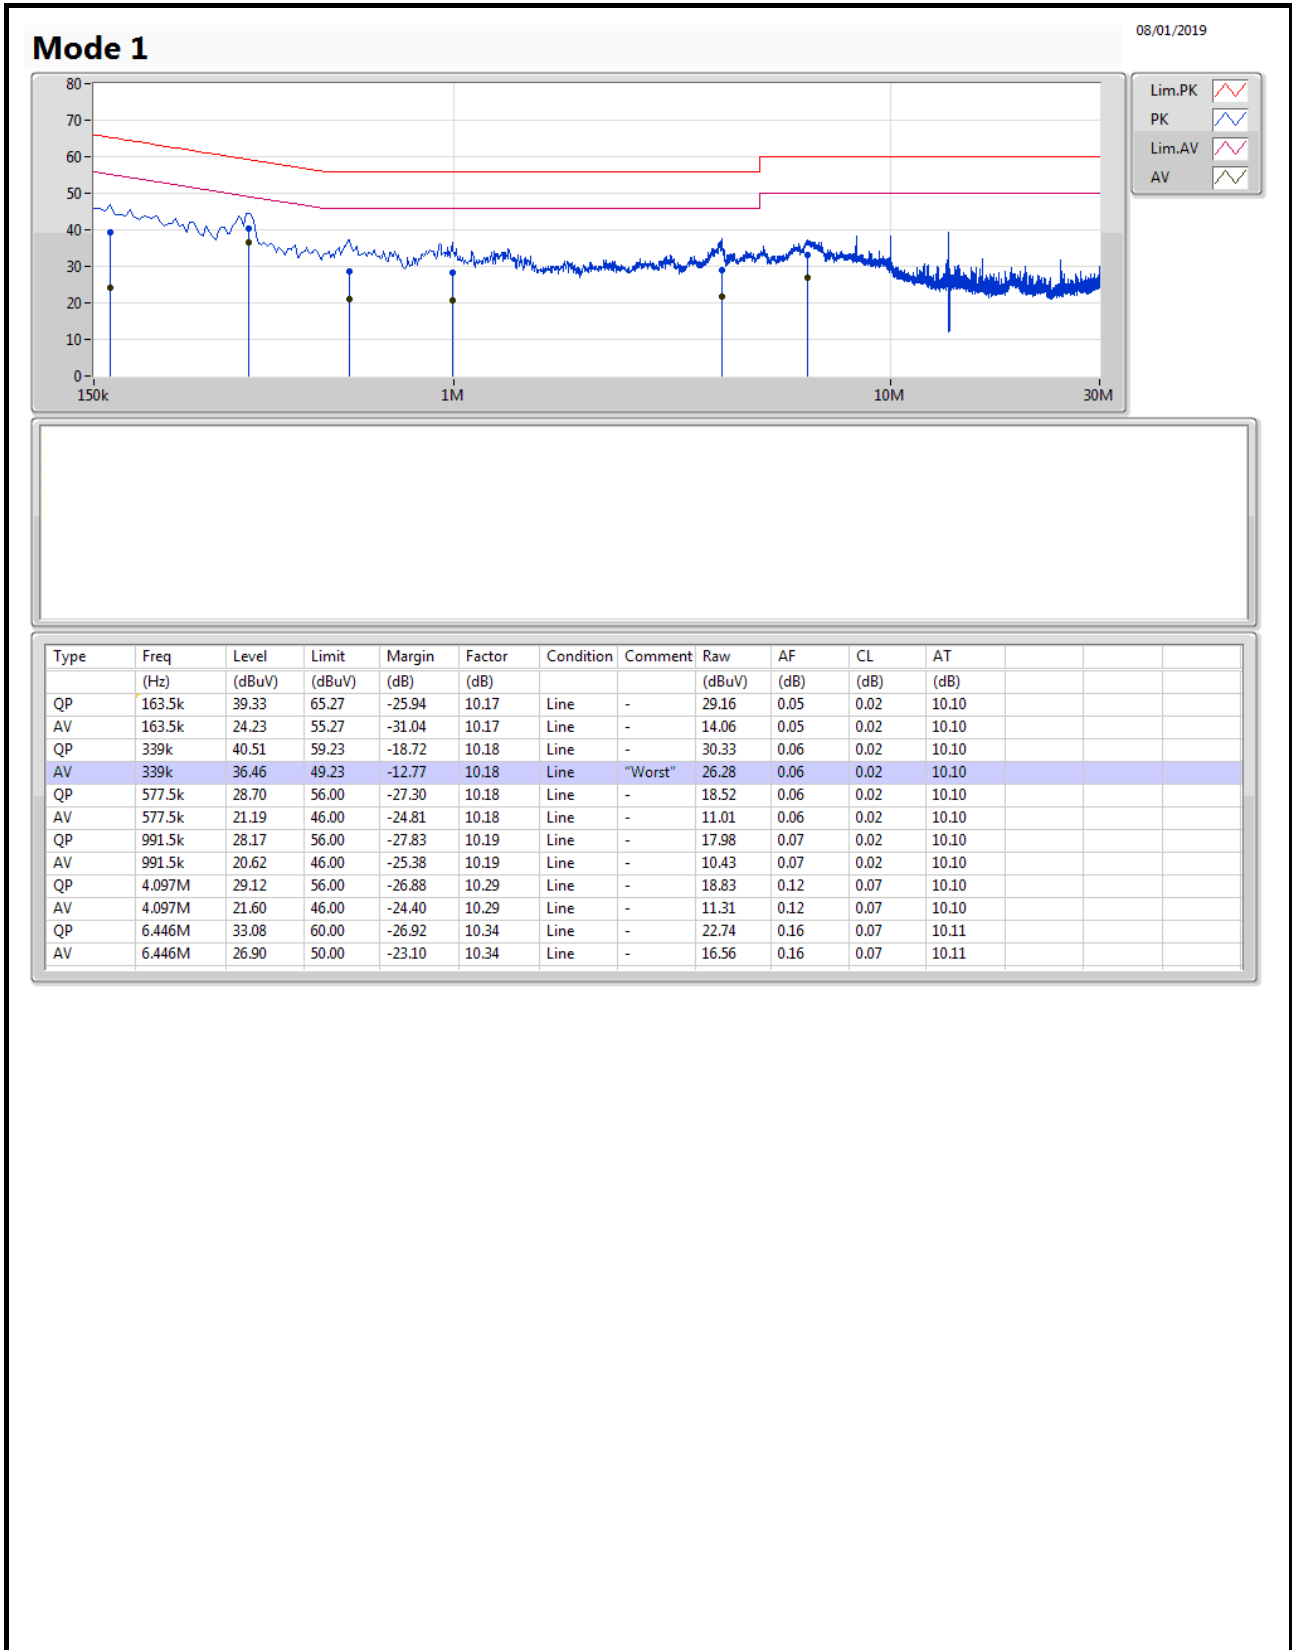 08/01/2019
Mode 1
80
70
60
50
40
30
20
10
0
150k 1M 10M 30M
Lim.PK
PK
Lim.AV
AV
Type Freq Level Limit Margin Factor Condition Comment Raw AF CL AT
(Hz) (dBuV) (dBuV) (dB) (dB) (dBuV) (dB) (dB) (dB)
QP 163.5k 39.33 65.27 -25.94 10.17 Line - 29.16 0.05 0.02 10.10
AV 163.5k 24.23 55.27 -31.04 10.17 Line - 14.06 0.05 0.02 10.10
QP 339k 40.51 59.23 -18.72 10.18 Line - 30.33 0.06 0.02 10.10
AV 339k 36.46 49.23 -12.77 10.18 Line "Worst" 26.28 0.06 0.02 10.10
QP 577.5k 28.70 56.00 -27.30 10.18 Line - 18.52 0.06 0.02 10.10
AV 577.5k 21.19 46.00 -24.81 10.18 Line - 11.01 0.06 0.02 10.10
QP 991.5k 28.17 56.00 -27.83 10.19 Line - 17.98 0.07 0.02 10.10
AV 991.5k 20.62 46.00 -25.38 10.19 Line - 10.43 0.07 0.02 10.10
QP 4.097M 29.12 56.00 -26.88 10.29 Line - 18.83 0.12 0.07 10.10
AV 4.097M 21.60 46.00 -24.40 10.29 Line - 11.31 0.12 0.07 10.10
QP 6.446M 33.08 60.00 -26.92 10.34 Line - 22.74 0.16 0.07 10.11
AV 6.446M 26.90 50.00 -23.10 10.34 Line - 16.56 0.16 0.07 10.11